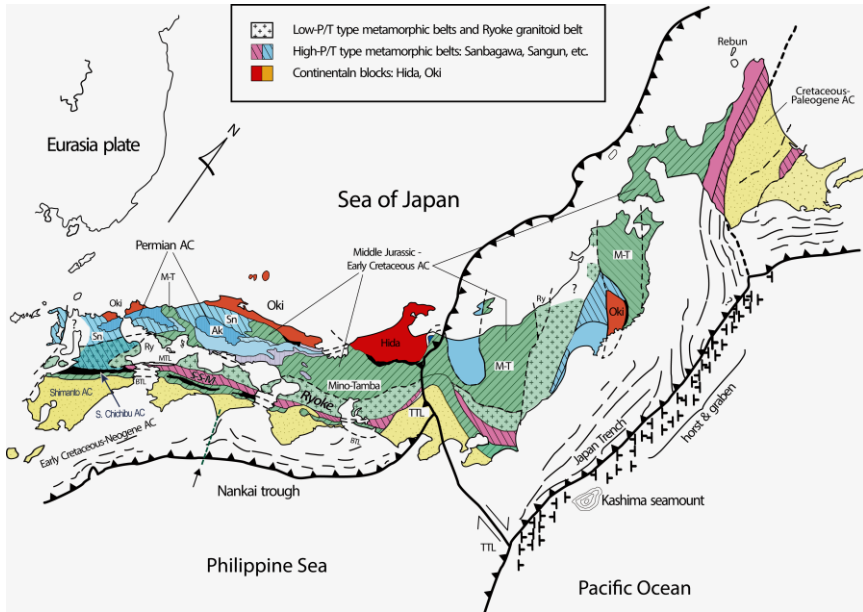 Low-P/T type metamorphic belts and Ryoke granitoid belt
High-P/T type metamorphic belts: Sanbagawa, Sangun, etc.
Continentaln blocks: Hida, Oki
Rebun
Cretaceous-
Paleogene AC
Eurasia plate
N
Sea of Japan
Permian AC
M-T
Middle Jurassic -
Early Cretaceous AC
M-T
Oki
Oki
Sn
?
Ry
?
Hida
Oki
Sn
Ak
Ry
Ry
MTL
M-T
Mino-Tamba
BTL
Ryoke
Shimanto AC
S. Chichibu AC
TTL
BTL
Early Cretaceous-Neogene AC
Nankai trough
Japan Trench
horst & graben
Kashima seamount
TTL
Philippine Sea
Pacific Ocean